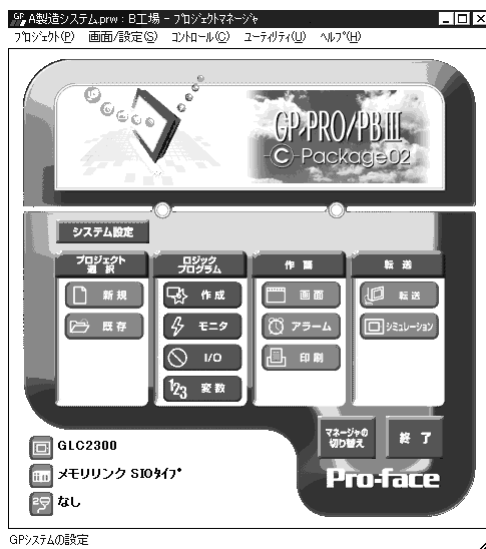 A製造システム.prw : B工場 - プロジェクトマネージャ
プロジェクト(P) 画面/設定(S) コントロール(C) ユーティリティ(U) ヘルプ(H)
GP-PRO/PBⅢ
C-Package02
システム設定
プロジェクト
選択
新規
既存
ロジック
プログラム
作成
モニタ
I/O
123 変数
作画
画面
アラーム
印刷
転送
転送
シミュレーション
GLC2300
メモリリンク SIOタイプ
なし
マネージャの
切り替え
終了
Pro-face
GPシステムの設定